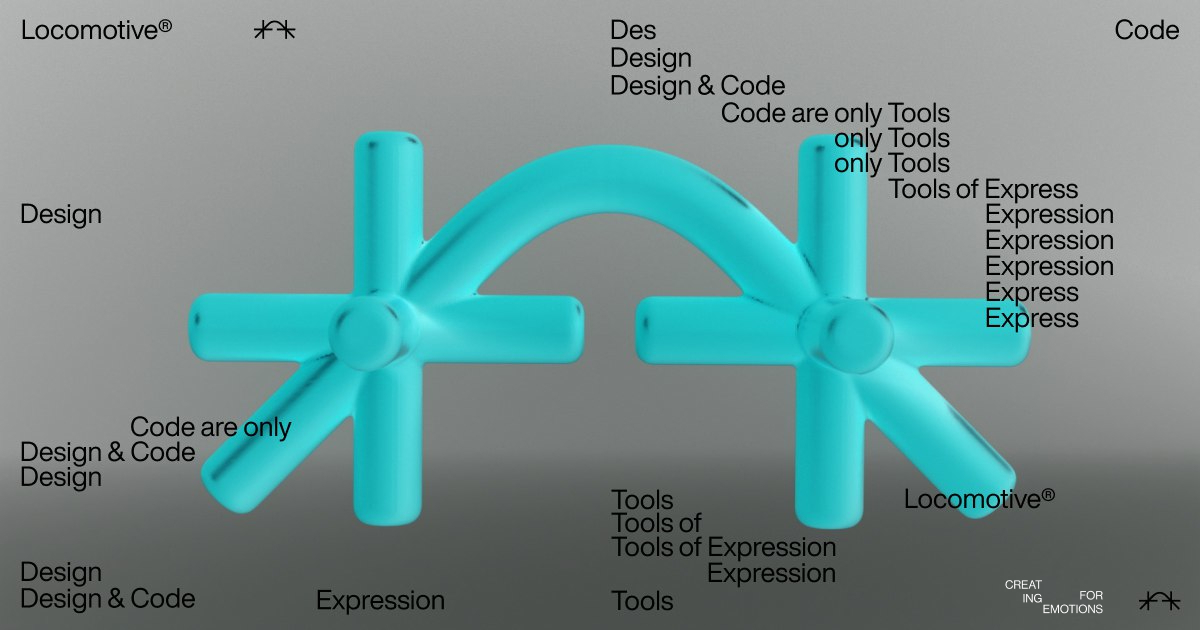 Locomotive®
Des
Code
Design
Design & Code
Code are only Tools
only Tools
only Tools
Tools of Express
Design
Expression
Expression
Expression
Express
Express
Code are only
Design & Code
Design
Tools
Locomotive®
Tools of
Tools of Expression
Expression
Design
Design & Code
Expression
Tools
CREAT
ING FOR
EMOTIONS